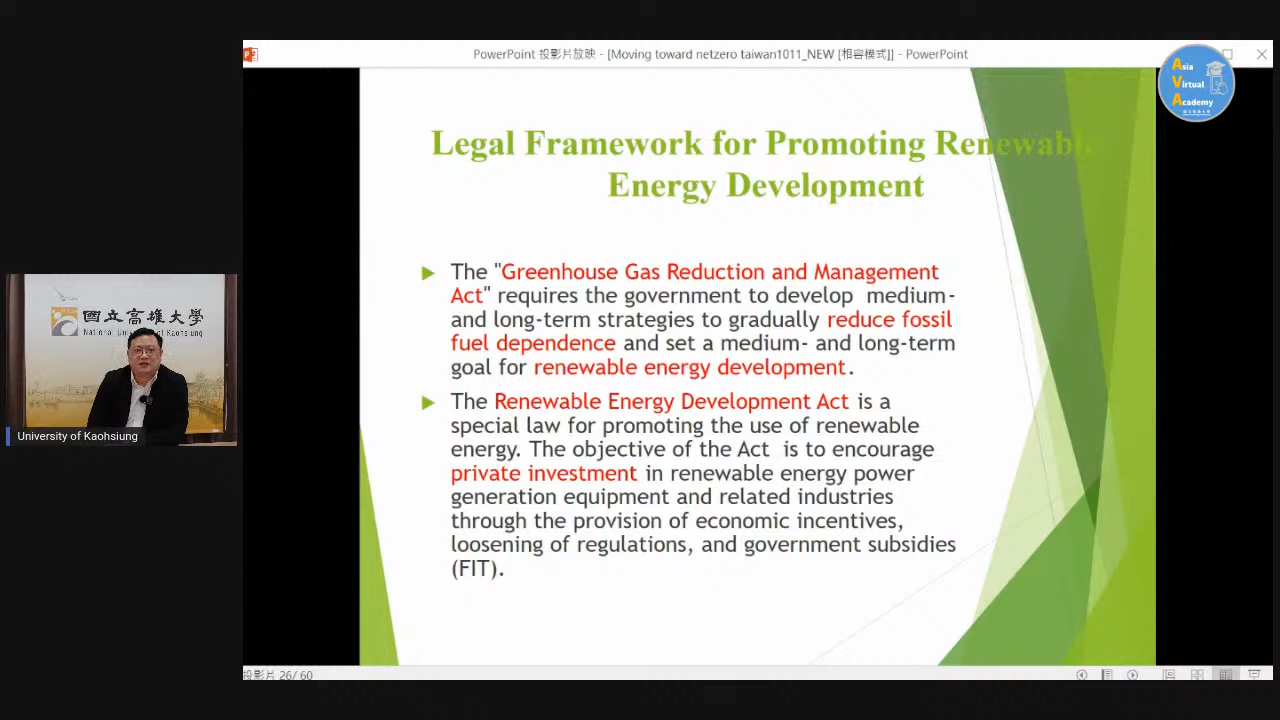 PowerPoint 投影片放映 - [Moving toward netzero taiwan1011_NEW [相容模式]] - PowerPoint
Asia
Virtual
Academy
Legal Framework for Promoting Renewable
Energy Development
The "Greenhouse Gas Reduction and Management
Act" requires the government to develop medium-
and long-term strategies to gradually reduce fossil
fuel dependence and set a medium- and long-term
goal for renewable energy development.
The Renewable Energy Development Act is a
special law for promoting the use of renewable
energy. The objective of the Act is to encourage
private investment in renewable energy power
generation equipment and related industries
through the provision of economic incentives,
loosening of regulations, and government subsidies
(FIT).
國立高雄大學
National University of Kaohsiung
University of Kaohsiung
投影片 26/60